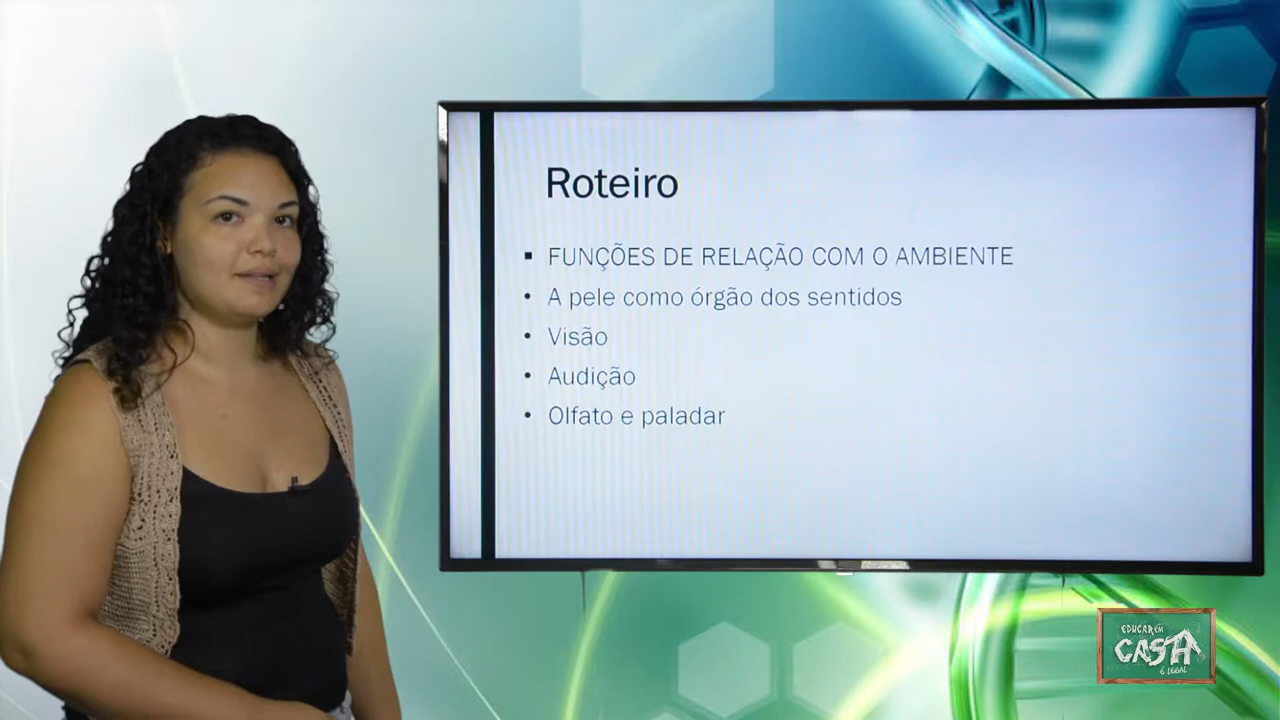 Roteiro
▪ FUNÇÕES DE RELAÇÃO COM O AMBIENTE
• A pele como órgão dos sentidos
• Visão
• Audição
• Olfato e paladar
EDUCAR EM
CASA
É LEGAL